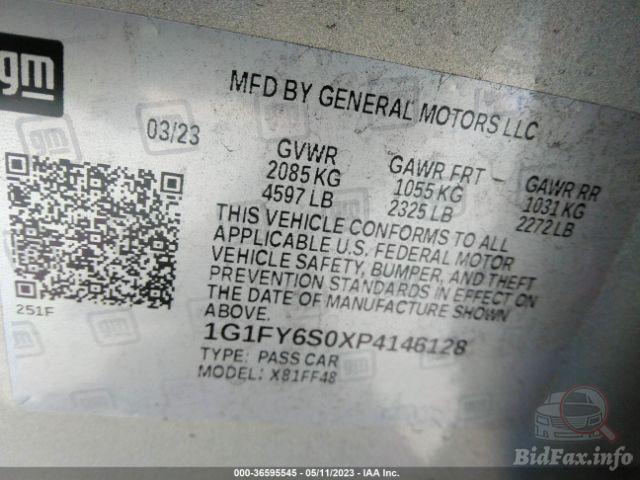 gm
MFD BY GENERAL MOTORS LLC
03/23
GVWR
2085 KG
4597 LB
GAWR FRT
1055 KG
2325 LB
GAWR RR
1031 KG
2272 LB
THIS VEHICLE CONFORMS TO ALL
APPLICABLE U.S. FEDERAL MOTOR
VEHICLE SAFETY, BUMPER, AND THEFT
PREVENTION STANDARDS IN EFFECT ON
THE DATE OF MANUFACTURE SHOWN
ABOVE.
251F
1G1FY6S0XP4146128
TYPE: PASS CAR
MODEL: X81FF48
BidFax.info
000-36595545 - 05/11/2023 - IAA Inc.